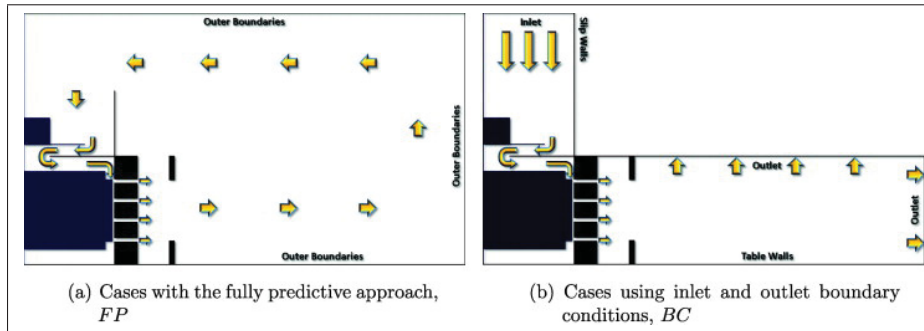 Outer Boundaries
Outer Boundaries
Outer Boundaries
(a) Cases with the fully predictive approach,
FP
Inlet
Slip Walls
Outlet
Outlet
Table Walls
(b) Cases using inlet and outlet boundary
conditions, BC